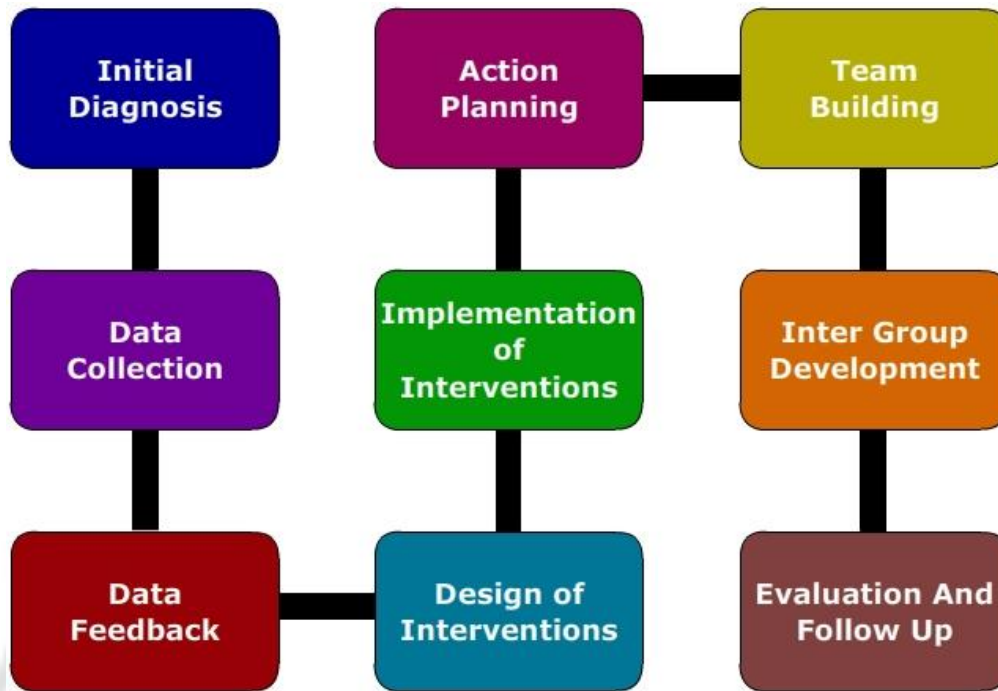 Initial
Diagnosis
Data
Collection
Data
Feedback
Design of
Interventions
Implementation
of
Interventions
Action
Planning
Team
Building
Inter Group
Development
Evaluation And
Follow Up